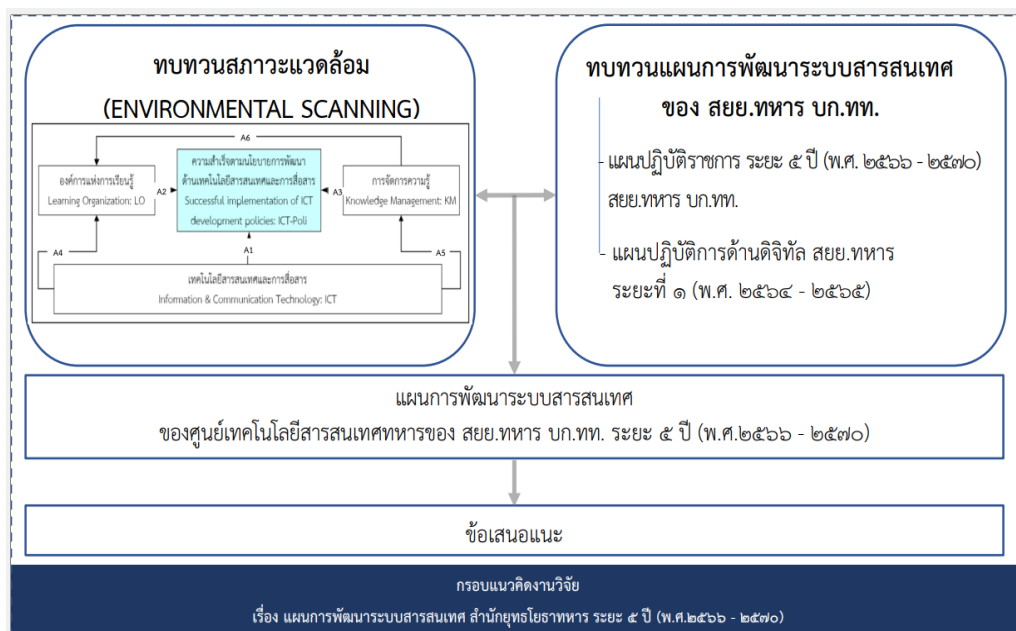 ทบทวนสภาวะแวดล้อม
(ENVIRONMENTAL SCANNING)
A6
องค์การแห่งการเรียนรู้
Learning Organization: LO
A2
ความสำเร็จตามนโยบายการพัฒนา
ด้านเทคโนโลยีสารสนเทศและการสื่อสาร
Successful implementation of ICT
development policies: ICT-Poli
A3
การจัดการความรู้
Knowledge Management: KM
A4
A1
A5
เทคโนโลยีสารสนเทศและการสื่อสาร
Information & Communication Technology: ICT
ทบทวนแผนการพัฒนาระบบสารสนเทศ
ของ สยย.ทหาร บก.ทท.
- แผนปฏิบัติราชการ ระยะ ๕ ปี (พ.ศ. ๒๕๖๖ - ๒๕๗๐)
สยย.ทหาร บก.ทท.
- แผนปฏิบัติการด้านดิจิทัล สยย.ทหาร
ระยะที่ ๑ (พ.ศ. ๒๕๖๔ - ๒๕๖๕)
แผนการพัฒนาระบบสารสนเทศ
ของศูนย์เทคโนโลยีสารสนเทศทหารของ สยย.ทหาร บก.ทท. ระยะ ๕ ปี (พ.ศ.๒๕๖๖ - ๒๕๗๐)
ข้อเสนอแนะ
กรอบแนวคิดงานวิจัย
เรื่อง แผนการพัฒนาระบบสารสนเทศ สำนักยุทธโยธาทหาร ระยะ ๕ ปี (พ.ศ.๒๕๖๖ - ๒๕๗๐)